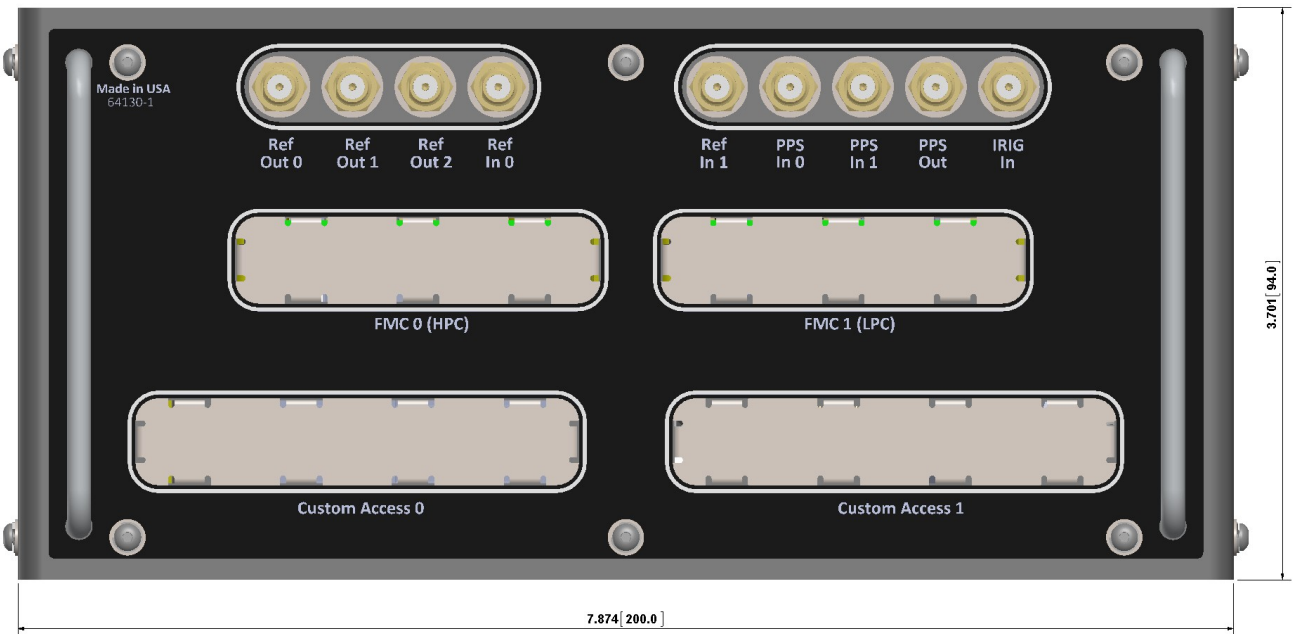 Made in USA
64130-1
Ref Out 0
Ref Out 1
Ref Out 2
Ref In 0
Ref In 1
PPS In 0
PPS In 1
PPS Out
IRIG In
FMC 0 (HPC)
FMC 1 (LPC)
Custom Access 0
Custom Access 1
3.701[ 94.0 ]
7.874[ 200.0 ]